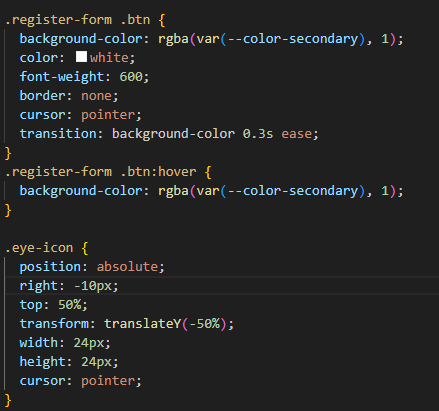 .register-form .btn {
background-color: rgba(var(--color-secondary), 1);
color: white;
font-weight: 600;
border: none;
cursor: pointer;
transition: background-color 0.3s ease;
}
.register-form .btn:hover {
background-color: rgba(var(--color-secondary), 1);
}
.eye-icon {
position: absolute;
right: -10px;
top: 50%;
transform: translateY(-50%);
width: 24px;
height: 24px;
cursor: pointer;
}